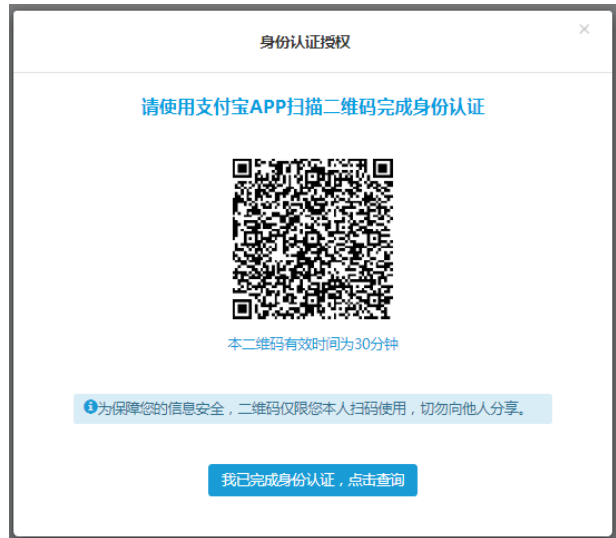 身份认证授权
×
请使用支付宝APP扫描二维码完成身份认证
本二维码有效时间为30分钟
为保障您的信息安全，二维码仅限您本人扫码使用，切勿向他人分享。
我已完成身份认证，点击查询